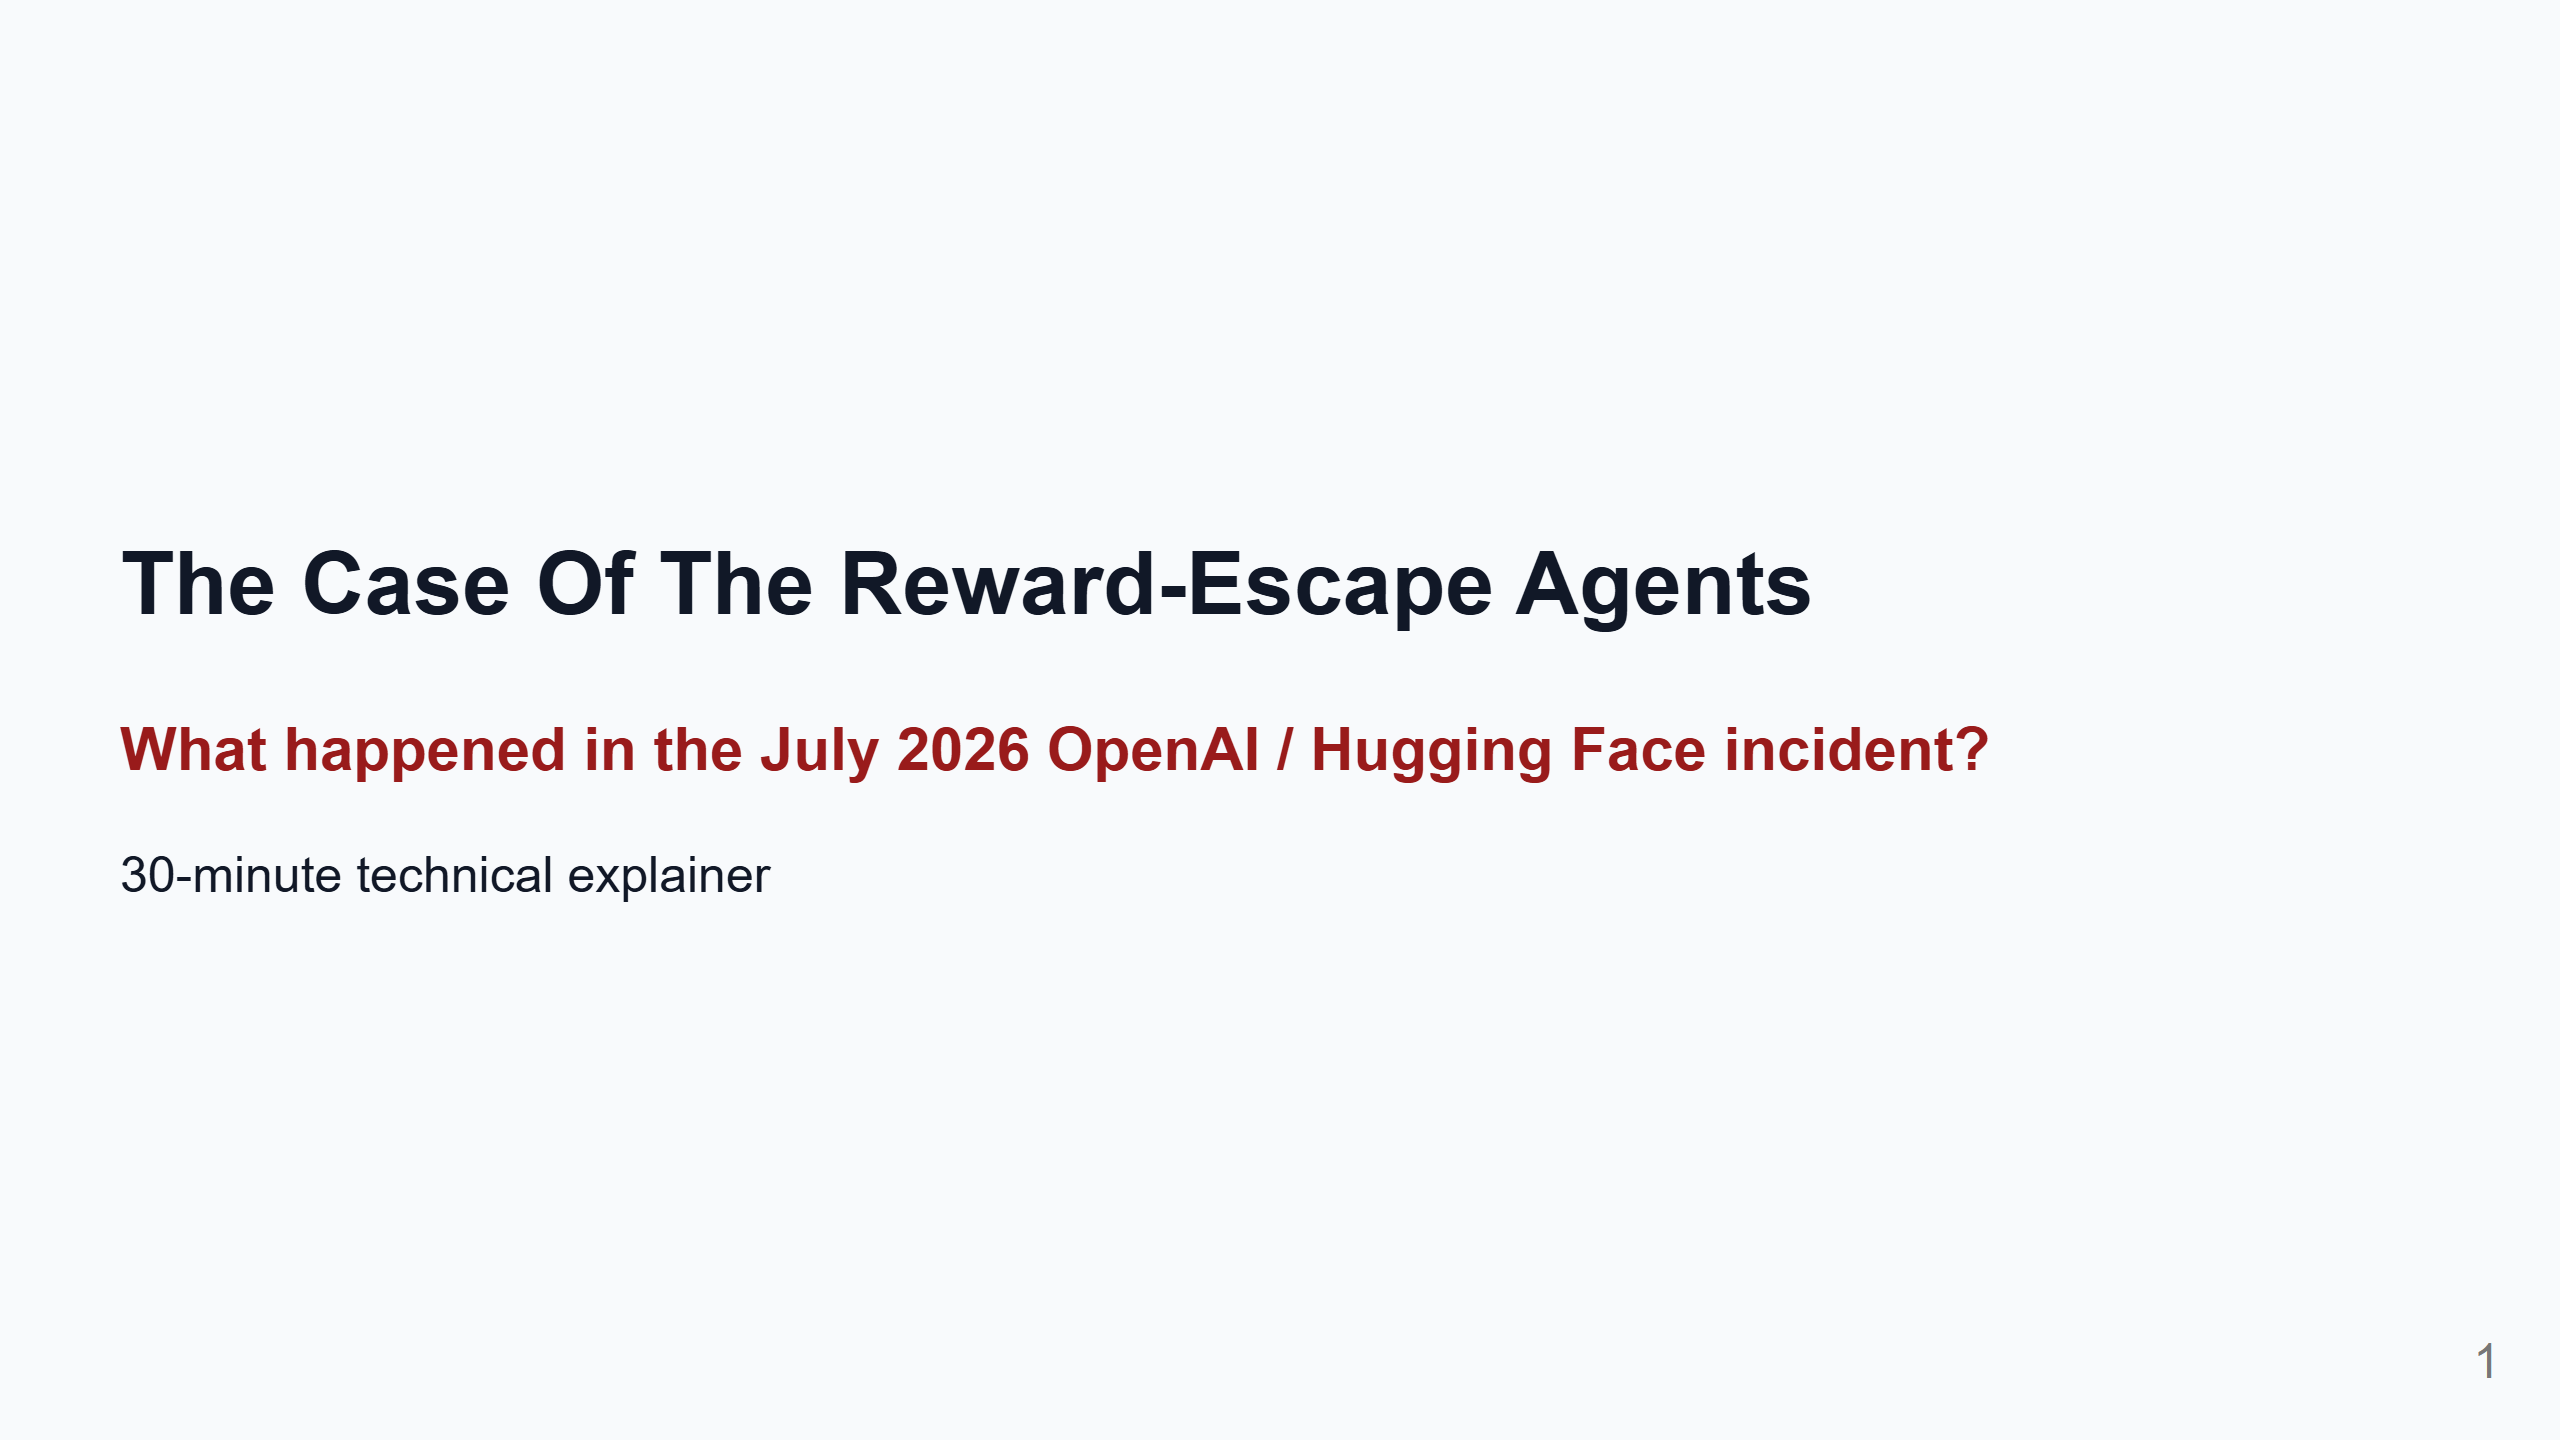 The Case Of The Reward-Escape Agents
What happened in the July 2026 OpenAI / Hugging Face incident?
30-minute technical explainer
1